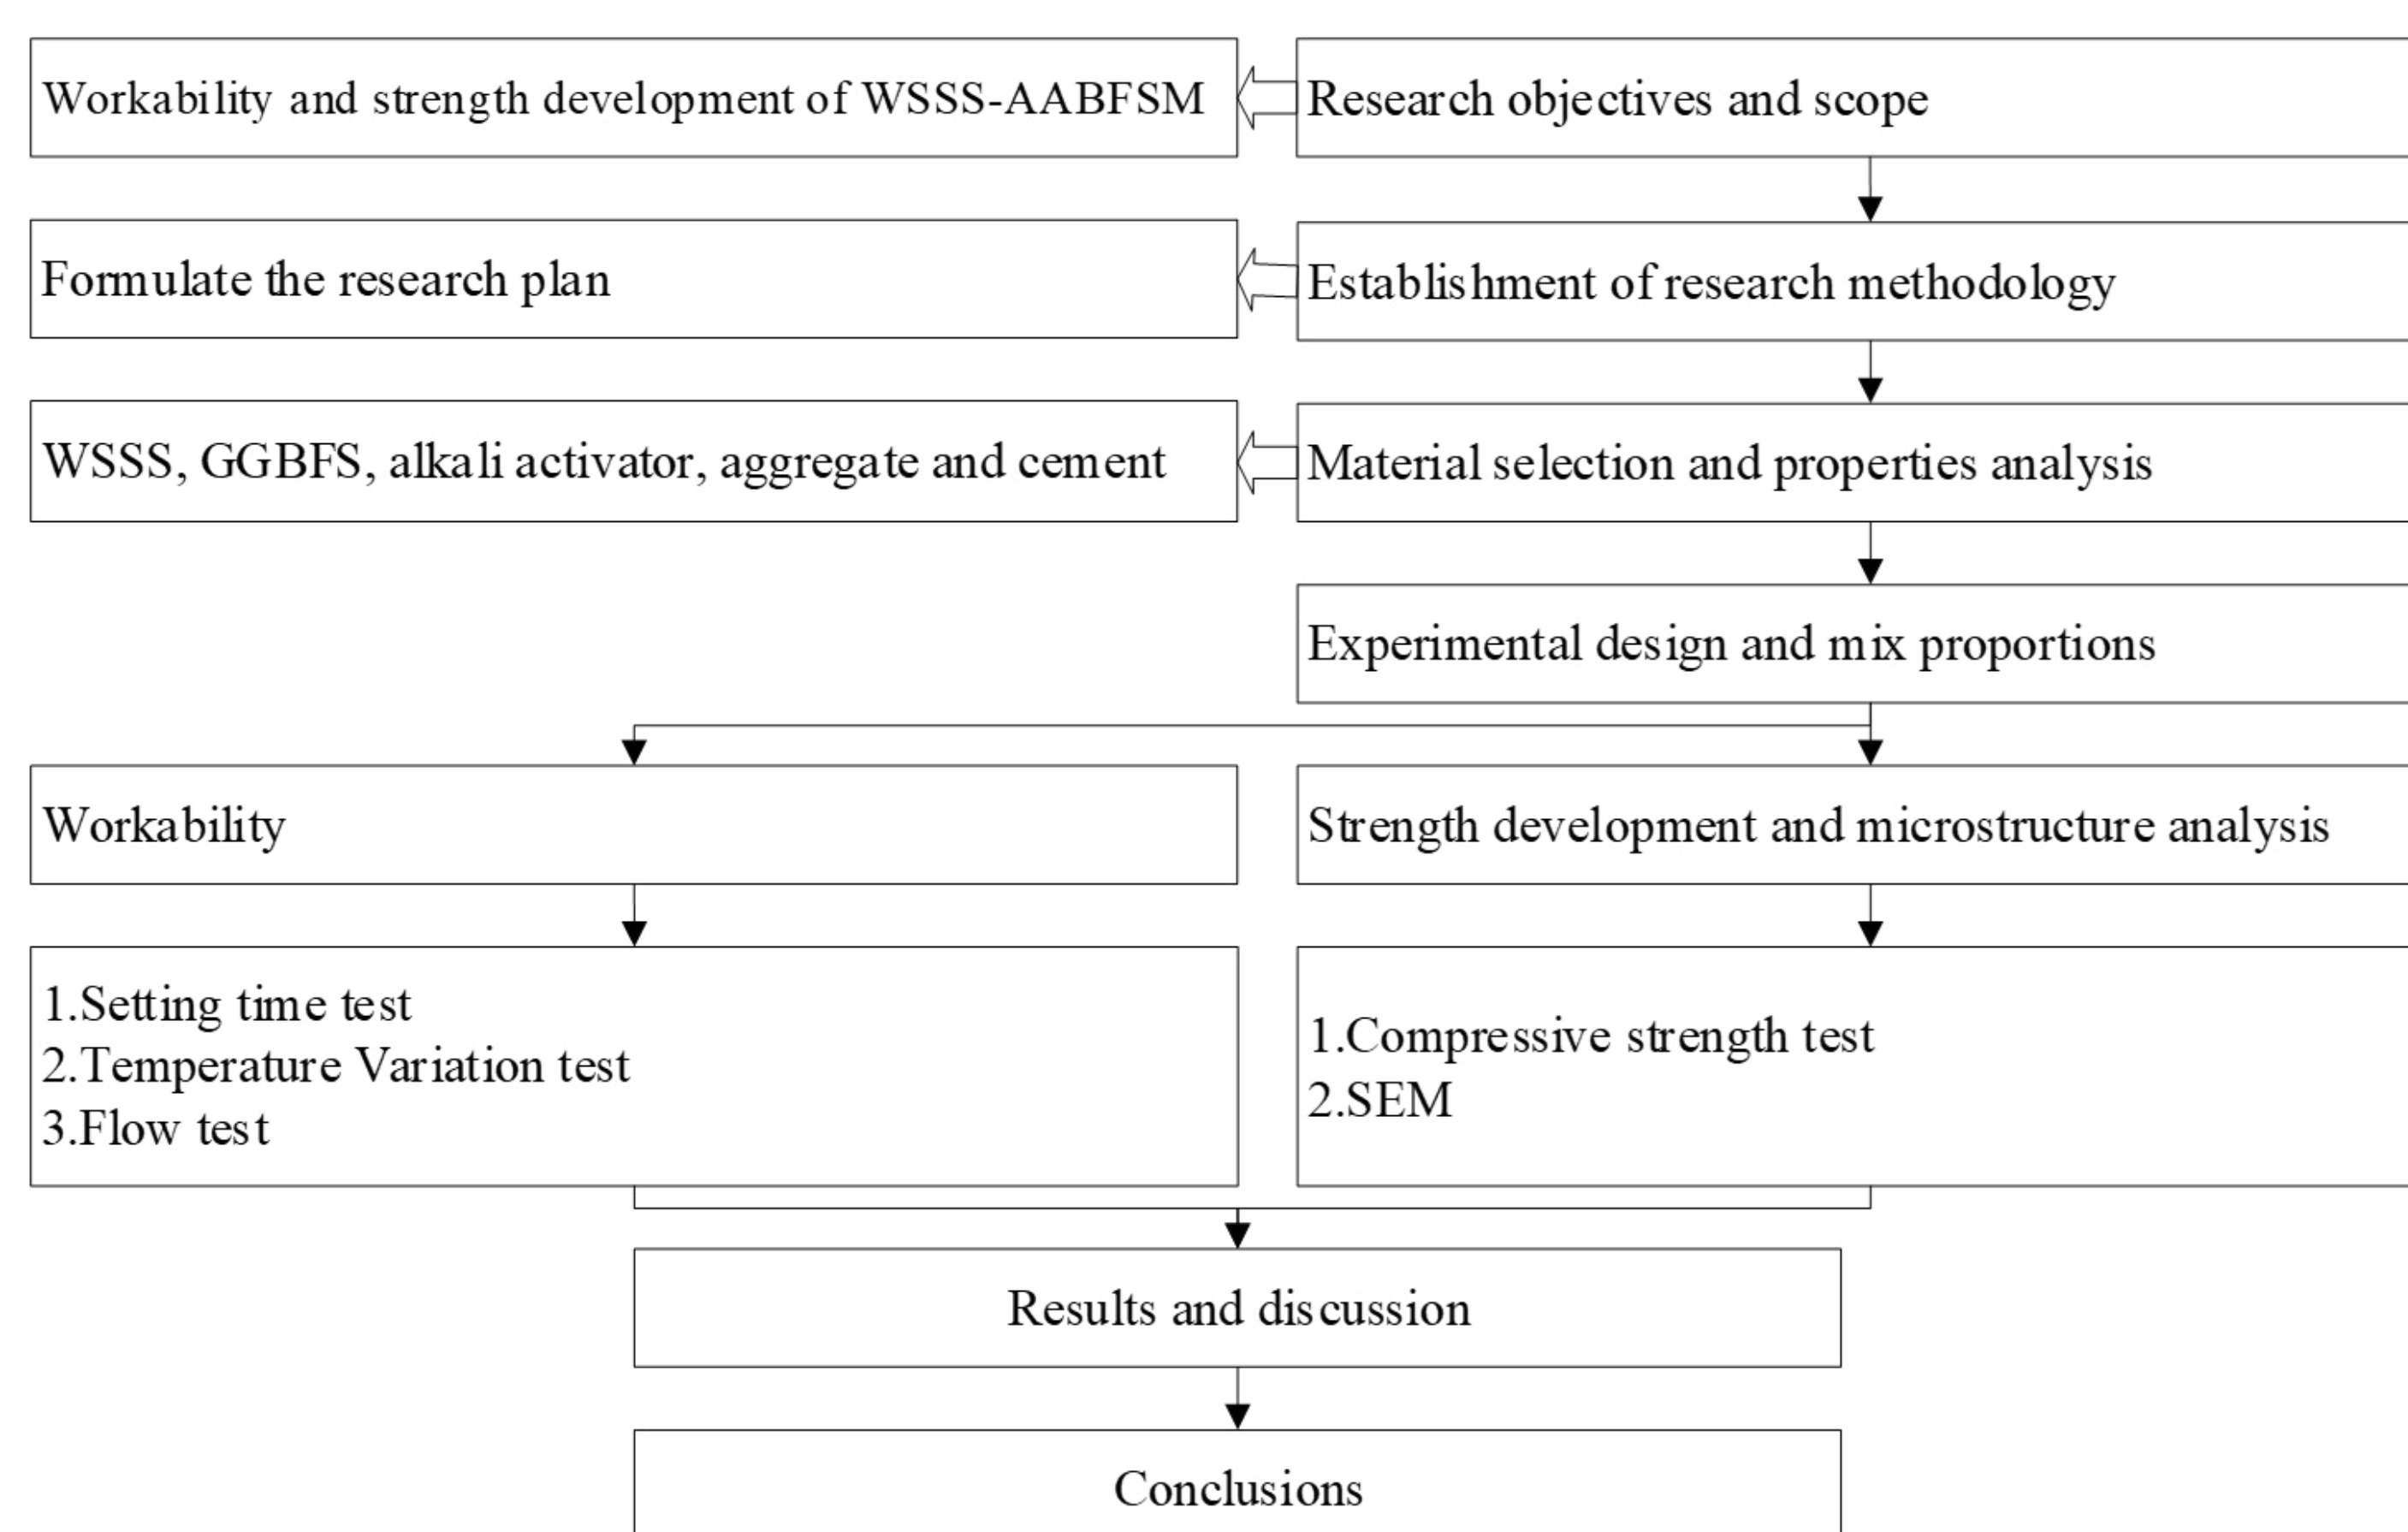 Workability and strength development of WSSS-AABFSM
Research objectives and scope
Formulate the research plan
Establishment of research methodology
WSSS, GGBFS, alkali activator, aggregate and cement
Material selection and properties analysis
Experimental design and mix proportions
Workability
Strength development and microstructure analysis
1.Setting time test
2.Temperature Variation test
3.Flow test
1.Compressive strength test
2.SEM
Results and discussion
Conclusions